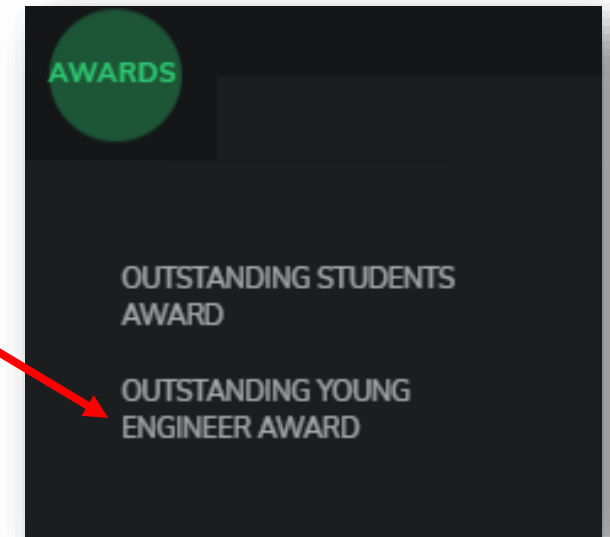 AWARDS
OUTSTANDING STUDENTS
AWARD
OUTSTANDING YOUNG
ENGINEER AWARD